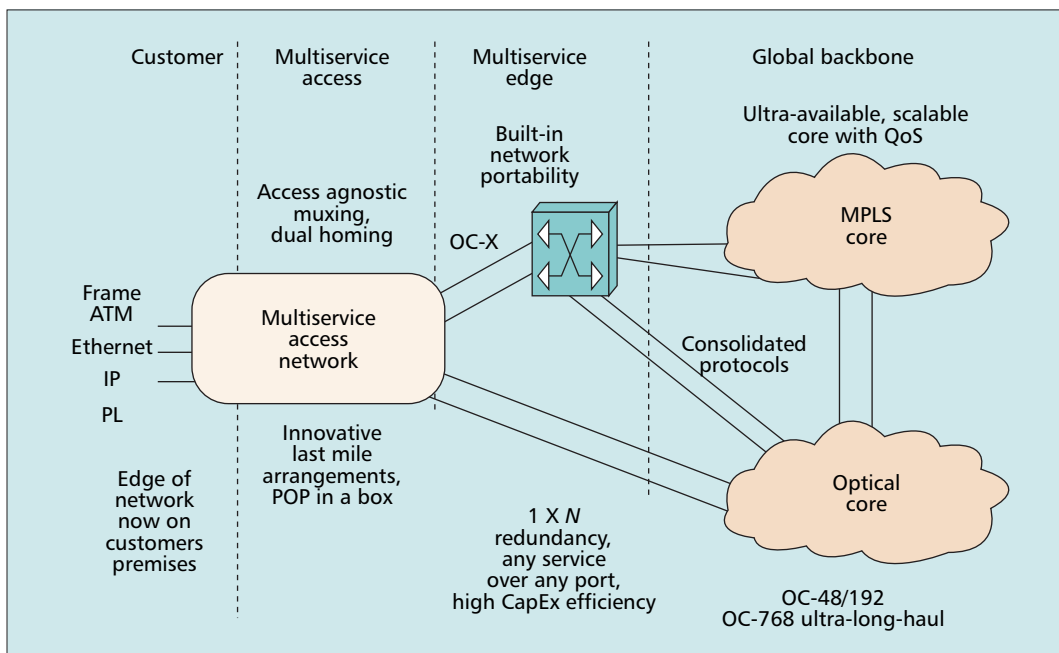 Customer
Multiservice
access
Multiservice
edge
Global backbone
Ultra-available, scalable
core with QoS
Built-in
network
portability
Access agnostic
muxing,
dual homing
OC-X
MPLS
core
Frame
ATM
Ethernet
IP
PL
Multiservice
access
network
Consolidated
protocols
Innovative
last mile
arrangements,
POP in a box
Edge of
network
now on
customers
premises
1 X N
redundancy,
any service
over any port,
high CapEx efficiency
Optical
core
OC-48/192
OC-768 ultra-long-haul